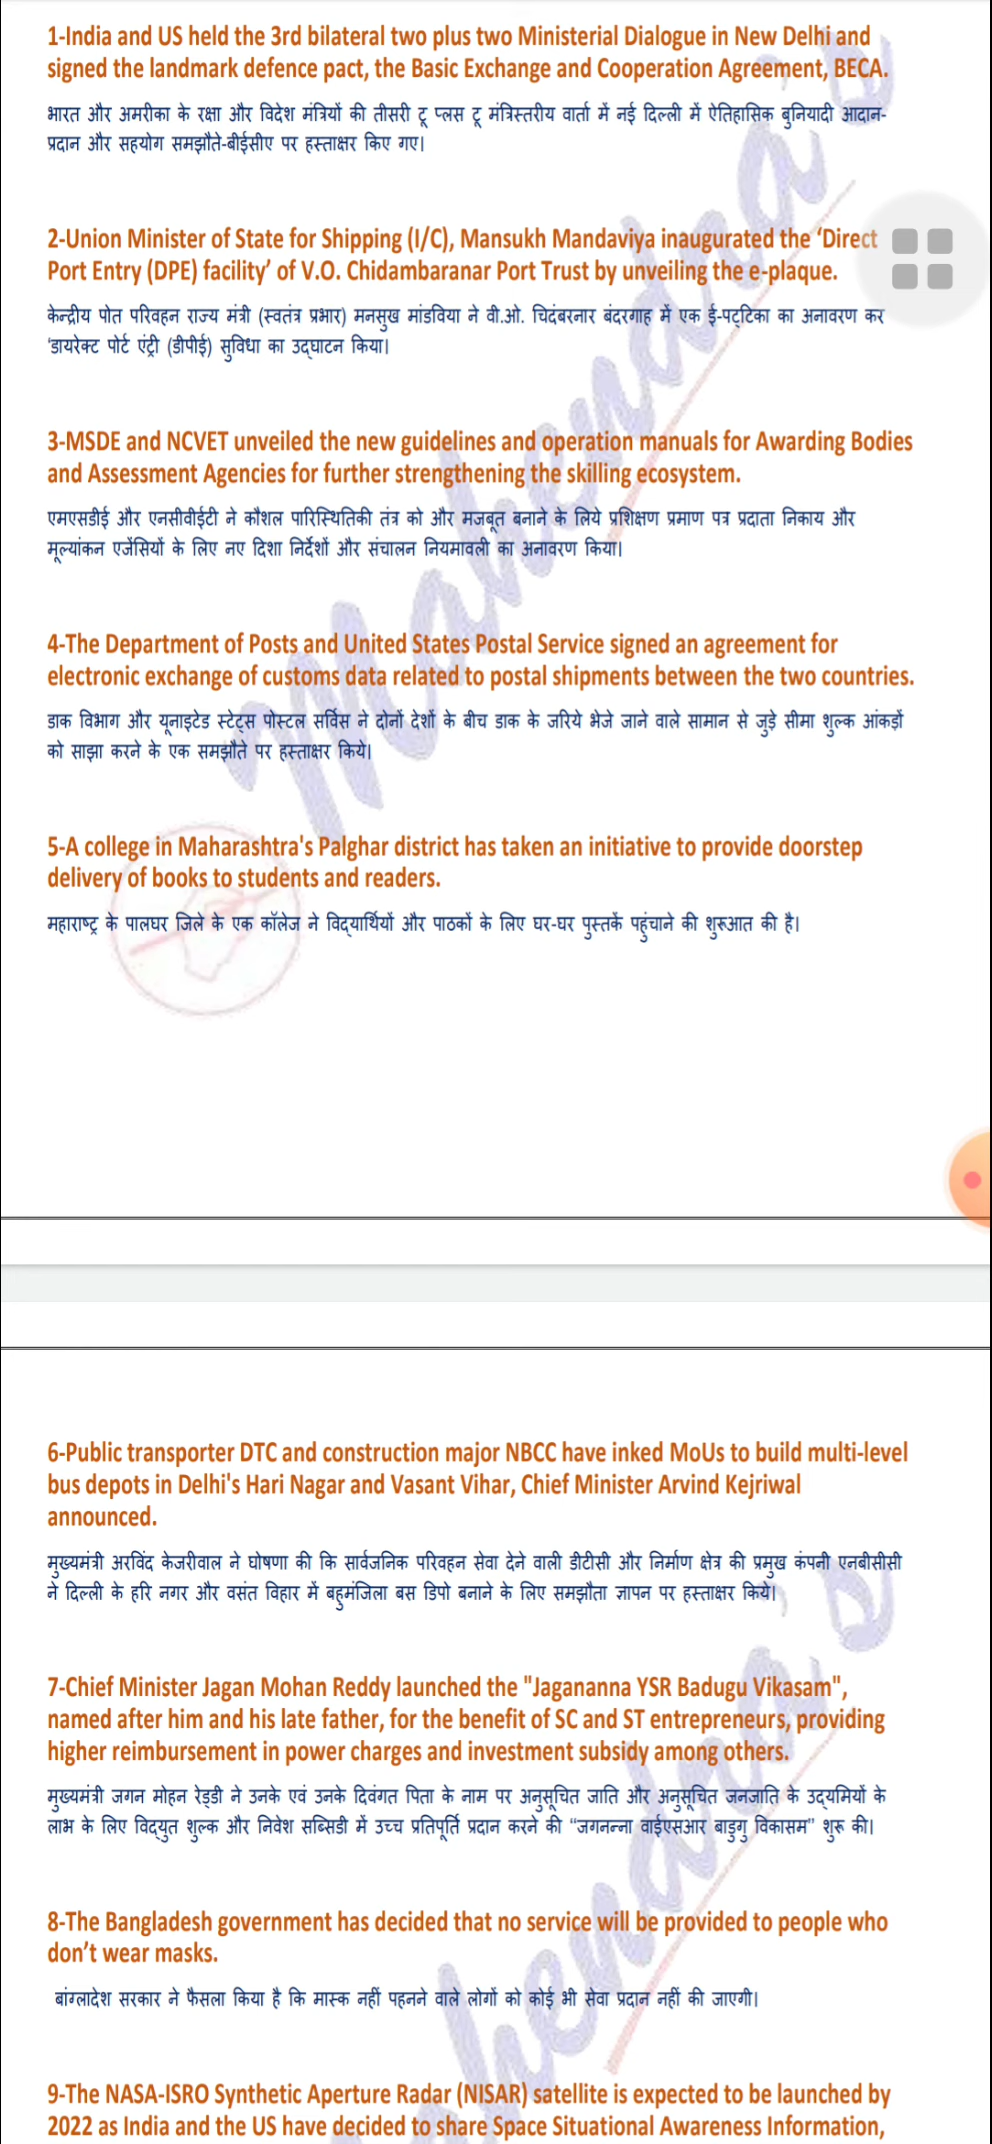 1-India and US held the 3rd bilateral two plus two Ministerial Dialogue in New Delhi and
signed the landmark defence pact, the Basic Exchange and Cooperation Agreement, BECA.
भारत और अमरीका के रक्षा और विदेश मंत्रियों की तीसरी टू प्लस टू मंत्रिस्तरीय वार्ता में नई दिल्ली में ऐतिहासिक बुनियादी आदान-
प्रदान और सहयोग समझौते-बीईसीए पर हस्ताक्षर किए गए।
2-Union Minister of State for Shipping (I/C), Mansukh Mandaviya inaugurated the ‘Direct
Port Entry (DPE) facility’ of V.O. Chidambaranar Port Trust by unveiling the e-plaque.
केन्द्रीय पोत परिवहन राज्य मंत्री (स्वतंत्र प्रभार) मनसुख मांडविया ने वी.ओ. चिदंबरनार बंदरगाह में एक ई-पट्टिका का अनावरण कर
'डायरेक्ट पोर्ट एंट्री (डीपीई) सुविधा का उद्घाटन किया।
3-MSDE and NCVET unveiled the new guidelines and operation manuals for Awarding Bodies
and Assessment Agencies for further strengthening the skilling ecosystem.
एमएसडीई और एनसीवीईटी ने कौशल पारिस्थितिकी तंत्र को और मजबूत बनाने के लिये प्रशिक्षण प्रमाण पत्र प्रदाता निकाय और
मूल्यांकन एजेंसियों के लिए नए दिशा निर्देशों और संचालन नियमावली का अनावरण किया।
4-The Department of Posts and United States Postal Service signed an agreement for
electronic exchange of customs data related to postal shipments between the two countries.
डाक विभाग और यूनाइटेड स्टेट्स पोस्टल सर्विस ने दोनों देशों के बीच डाक के जरिये भेजे जाने वाले सामान से जुड़े सीमा शुल्क आंकड़ों
को साझा करने के एक समझौते पर हस्ताक्षर किये।
5-A college in Maharashtra's Palghar district has taken an initiative to provide doorstep
delivery of books to students and readers.
महाराष्ट्र के पालघर जिले के एक कॉलेज ने विद्यार्थियों और पाठकों के लिए घर-घर पुस्तकें पहुंचाने की शुरूआत की है।
Mahendra's
6-Public transporter DTC and construction major NBCC have inked MoUs to build multi-level
bus depots in Delhi's Hari Nagar and Vasant Vihar, Chief Minister Arvind Kejriwal
announced.
मुख्यमंत्री अरविंद केजरीवाल ने घोषणा की कि सार्वजनिक परिवहन सेवा देने वाली डीटीसी और निर्माण क्षेत्र की प्रमुख कंपनी एनबीसीसी
ने दिल्ली के हरि नगर और वसंत विहार में बहुमंजिला बस डिपो बनाने के लिए समझौता ज्ञापन पर हस्ताक्षर किये।
7-Chief Minister Jagan Mohan Reddy launched the "Jagananna YSR Badugu Vikasam",
named after him and his late father, for the benefit of SC and ST entrepreneurs, providing
higher reimbursement in power charges and investment subsidy among others.
मुख्यमंत्री जगन मोहन रेड्डी ने उनके एवं उनके दिवंगत पिता के नाम पर अनुसूचित जाति और अनुसूचित जनजाति के उद्यमियों के
लाभ के लिए विद्युत शुल्क और निवेश सब्सिडी में उच्च प्रतिपूर्ति प्रदान करने की “जगनन्ना वाईएसआर बाडुगु विकासम” शुरू की।
8-The Bangladesh government has decided that no service will be provided to people who
don’t wear masks.
बांग्लादेश सरकार ने फैसला किया है कि मास्क नहीं पहनने वाले लोगों को कोई भी सेवा प्रदान नहीं की जाएगी।
9-The NASA-ISRO Synthetic Aperture Radar (NISAR) satellite is expected to be launched by
2022 as India and the US have decided to share Space Situational Awareness Information,